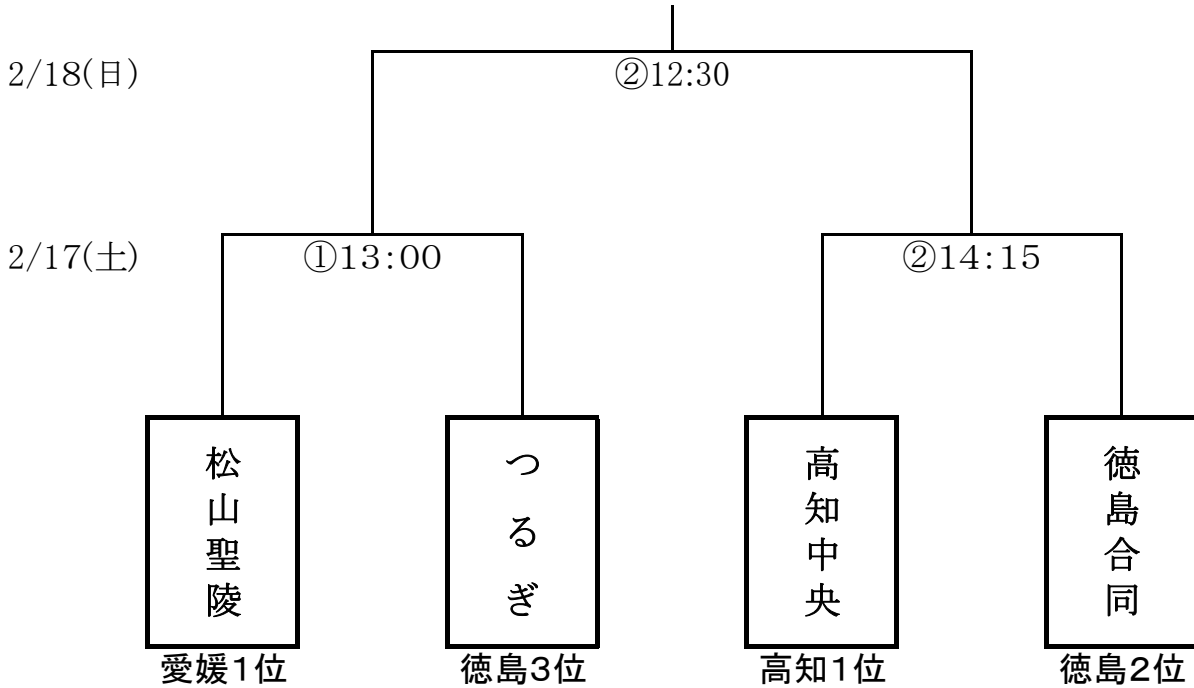 2/18(日)
②12:30
2/17(土)
①13:00
②14:15
松山聖陵
つるぎ
高知中央
徳島合同
愛媛1位
徳島3位
高知1位
徳島2位